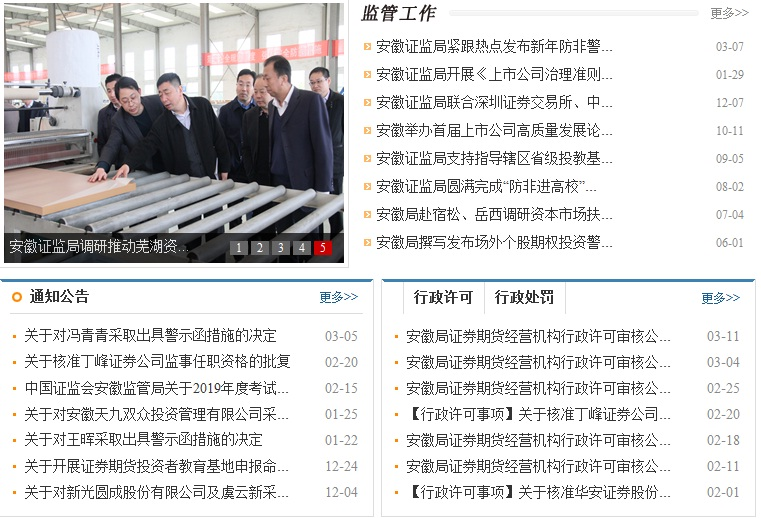 安徽证监局调研推动芜湖资...
1 2 3 4 5
监管工作 更多>>
安徽证监局紧跟热点发布新年防非警... 03-07
安徽证监局开展《上市公司治理准则... 01-29
安徽证监局联合深圳证券交易所、中... 12-07
安徽举办首届上市公司高质量发展论... 10-11
安徽证监局支持指导辖区省级投教基... 09-05
安徽证监局圆满完成“防非进高校”... 08-02
安徽局赴宿松、岳西调研资本市场扶... 07-04
安徽局撰写发布场外个股期权投资警... 06-01
通知公告 更多>>
关于对冯青青采取出具警示函措施的决定 03-05
关于核准丁峰证券公司监事任职资格的批复 02-20
中国证监会安徽监管局关于2019年度考试... 02-15
关于对安徽天九双众投资管理有限公司采... 01-25
关于对王晖采取出具警示函措施的决定 01-22
关于开展证券期货投资者教育基地申报命... 12-24
关于对新光圆成股份有限公司及虞云新采... 12-04
行政许可 行政处罚 更多>>
安徽局证券期货经营机构行政许可审核公... 03-11
安徽局证券期货经营机构行政许可审核公... 03-04
安徽局证券期货经营机构行政许可审核公... 02-25
【行政许可事项】关于核准丁峰证券公司... 02-20
安徽局证券期货经营机构行政许可审核公... 02-18
安徽局证券期货经营机构行政许可审核公... 02-11
【行政许可事项】关于核准华安证券股份... 02-01